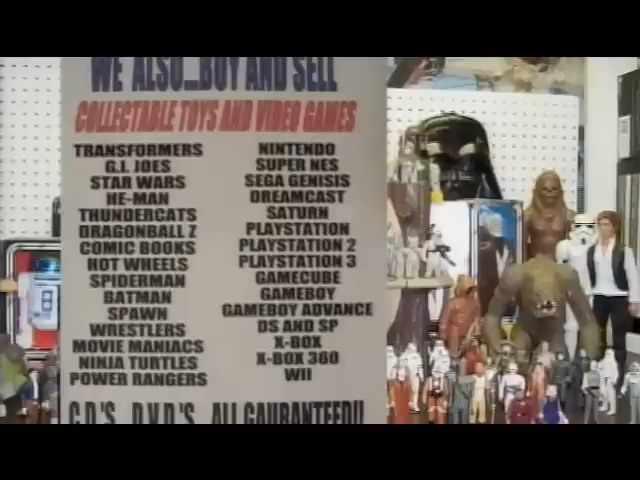 WE ALSO...BUY AND SELL
COLLECTABLE TOYS AND VIDEO GAMES
TRANSFORMERS
G.I. JOES
STAR WARS
HE-MAN
THUNDERCATS
DRAGONBALL Z
COMIC BOOKS
HOT WHEELS
SPIDERMAN
BATMAN
SPAWN
WRESTLERS
MOVIE MANIACS
NINJA TURTLES
POWER RANGERS
NINTENDO
SUPER NES
SEGA GENISIS
DREAMCAST
SATURN
PLAYSTATION
PLAYSTATION 2
PLAYSTATION 3
GAMECUBE
GAMEBOY
GAMEBOY ADVANCE
DS AND SP
X-BOX
X-BOX 360
WII
C.D.'S D.V.D.'S ALL GAURANTEED!!